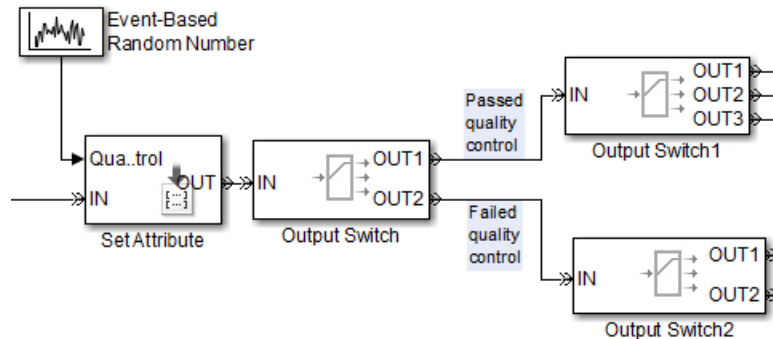 Event-Based
Random Number
Qua..trol
IN
OUT
[...]
Set Attribute
IN
OUT1
OUT2
Output Switch
Passed
quality
control
Failed
quality
control
IN
OUT1
OUT2
OUT3
Output Switch1
IN
OUT1
OUT2
Output Switch2